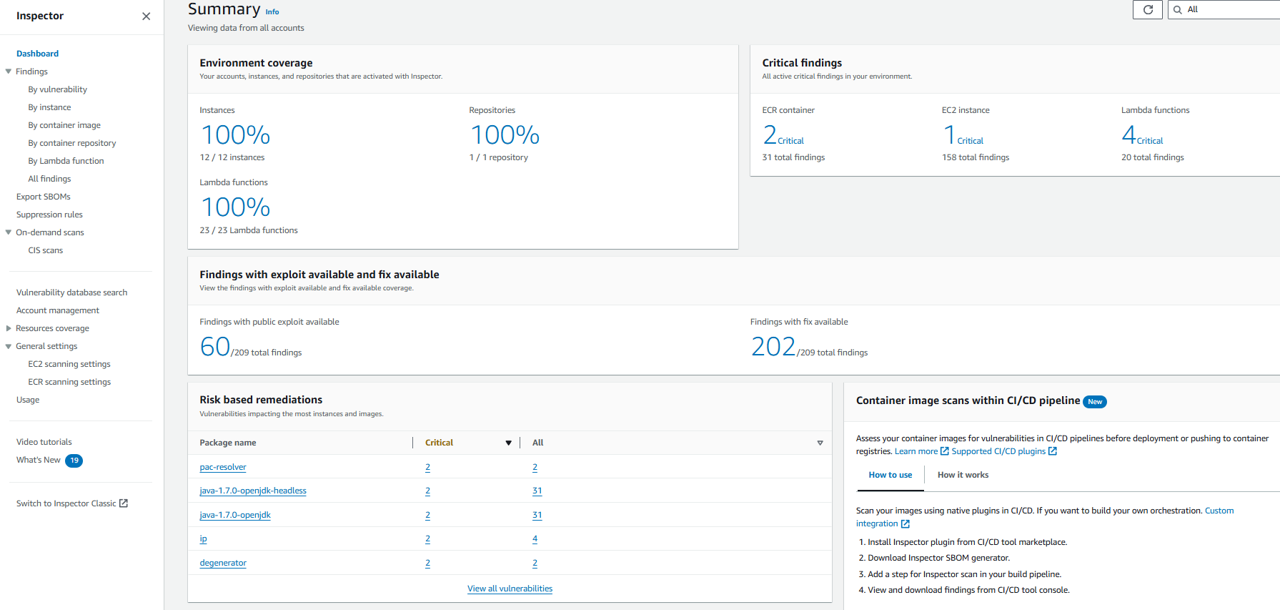 Inspector
Dashboard
Findings
By vulnerability
By instance
By container image
By container repository
By Lambda function
All findings
Export SBOMs
Suppression rules
On-demand scans
CIS scans
Vulnerability database search
Account management
Resources coverage
General settings
EC2 scanning settings
ECR scanning settings
Usage
Video tutorials
What's New 19
Switch to Inspector Classic
Summary Info
Viewing data from all accounts
All
Environment coverage
Your accounts, instances, and repositories that are activated with Inspector.
Instances
100%
12 / 12 instances
Repositories
100%
1 / 1 repository
Lambda functions
100%
23 / 23 Lambda functions
Critical findings
All active critical findings in your environment.
ECR container
2 Critical
31 total findings
EC2 instance
1 Critical
158 total findings
Lambda functions
4 Critical
20 total findings
Findings with exploit available and fix available
View the findings with exploit available and fix available coverage.
Findings with public exploit available
60 /209 total findings
Findings with fix available
202 /209 total findings
Risk based remediations
Vulnerabilities impacting the most instances and images.
Package name Critical All
pac-resolver 2 2
java-1.7.0-openjdk-headless 2 31
java-1.7.0-openjdk 2 31
ip 2 4
degenerator 2 2
View all vulnerabilities
Container image scans within CI/CD pipeline New
Assess your container images for vulnerabilities in CI/CD pipelines before deployment or pushing to container
registries. Learn more Supported CI/CD plugins
How to use How it works
Scan your images using native plugins in CI/CD. If you want to build your own orchestration. Custom
integration
1. Install Inspector plugin from CI/CD tool marketplace.
2. Download Inspector SBOM generator.
3. Add a step for Inspector scan in your build pipeline.
4. View and download findings from CI/CD tool console.